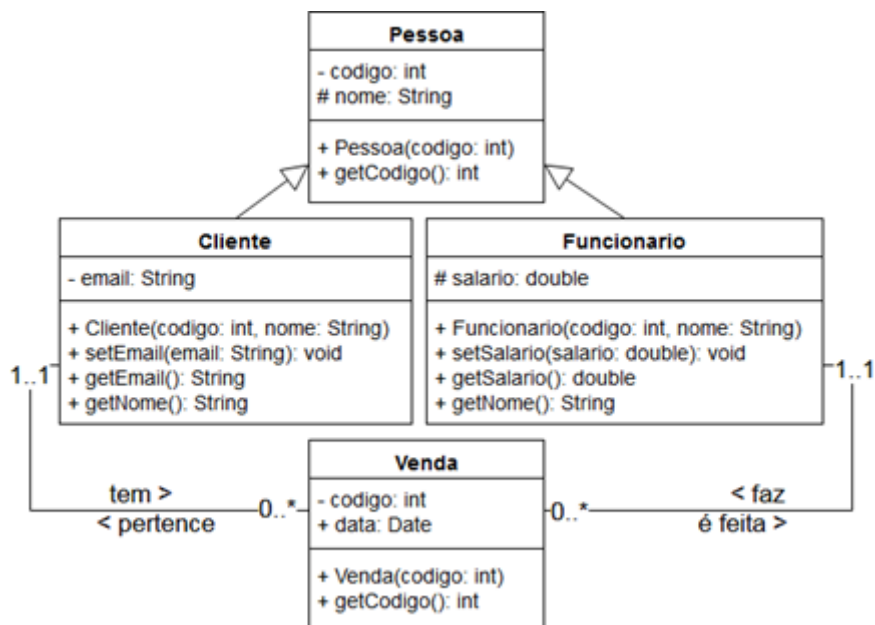 Pessoa
- codigo: int
# nome: String
+ Pessoa(codigo: int)
+ getCodigo(): int
Cliente
- email: String
+ Cliente(codigo: int, nome: String)
+ setEmail(email: String): void
+ getEmail(): String
+ getNome(): String
Funcionario
# salario: double
+ Funcionario(codigo: int, nome: String)
+ setSalario(salario: double): void
+ getSalario(): double
+ getNome(): String
1..1
1..1
tem >
< pertence
0..*
Venda
- codigo: int
+ data: Date
+ Venda(codigo: int)
+ getCodigo(): int
0..*
< faz
é feita >